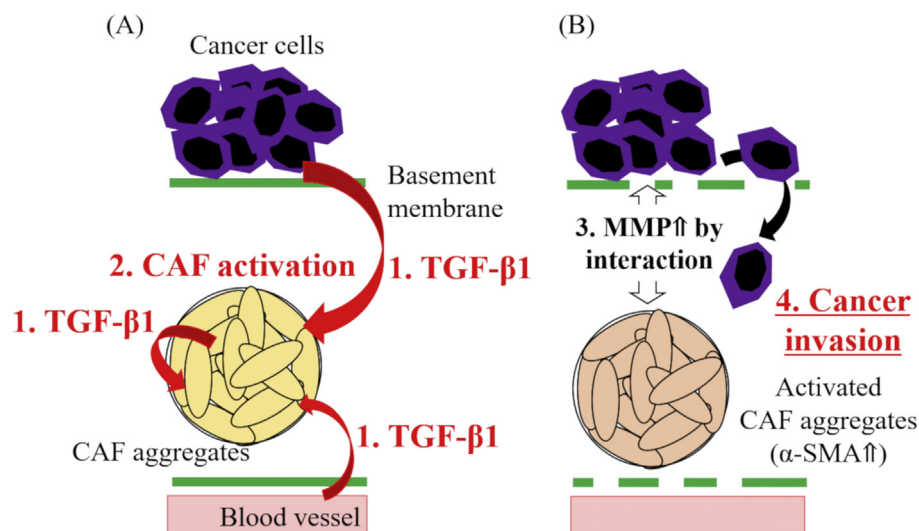 (A)
Cancer cells
Basement
membrane
2. CAF activation
1. TGF-β1
1. TGF-β1
1. TGF-β1
CAF aggregates
Blood vessel
(B)
3. MMP⇑ by
interaction
4. Cancer
invasion
Activated
CAF aggregates
(α-SMA⇑)